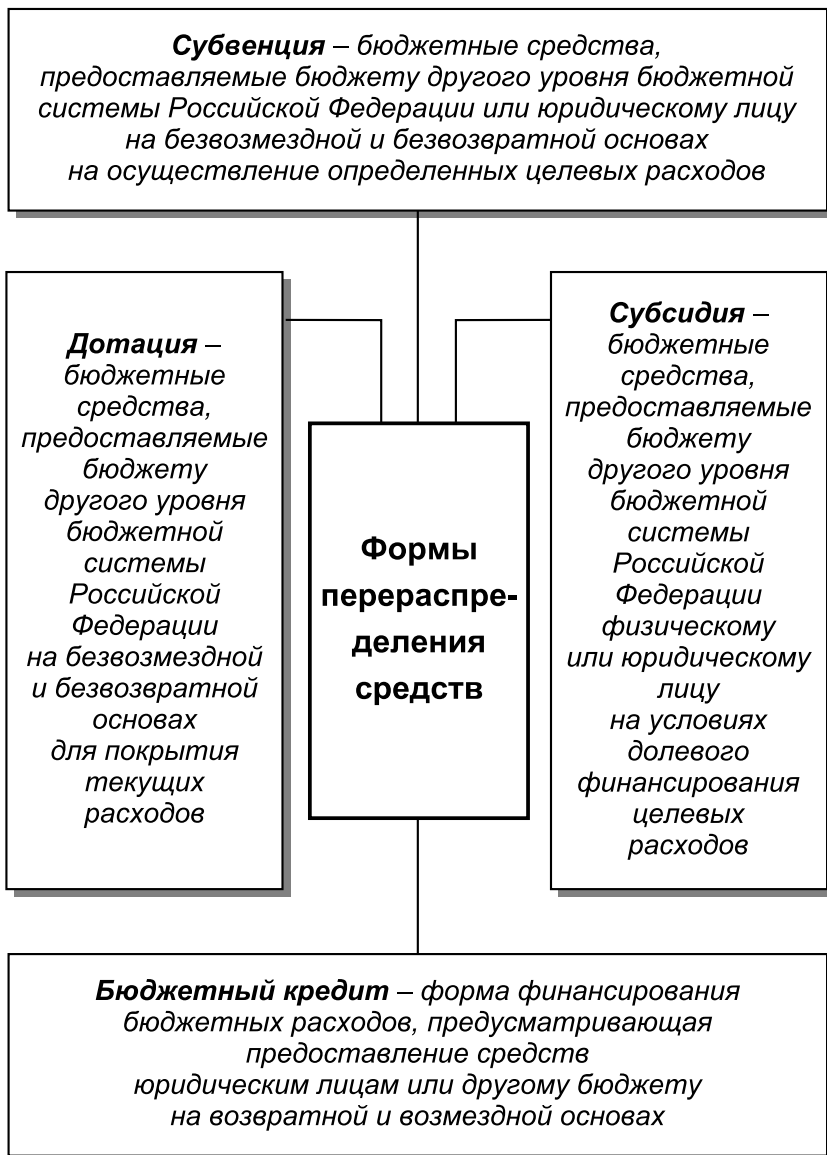 Субвенция – бюджетные средства,
предоставляемые бюджету другого уровня бюджетной
системы Российской Федерации или юридическому лицу
на безвозмездной и безвозвратной основах
на осуществление определенных целевых расходов
Дотация –
бюджетные
средства,
предоставляемые
бюджету
другого уровня
бюджетной
системы
Российской
Федерации
на безвозмездной
и безвозвратной
основах
для покрытия
текущих
расходов
Формы
перераспре-
деления
средств
Субсидия –
бюджетные
средства,
предоставляемые
бюджету
другого уровня
бюджетной
системы
Российской
Федерации
физическому
или юридическому
лицу
на условиях
долевого
финансирования
целевых
расходов
Бюджетный кредит – форма финансирования
бюджетных расходов, предусматривающая
предоставление средств
юридическим лицам или другому бюджету
на возвратной и возмездной основах